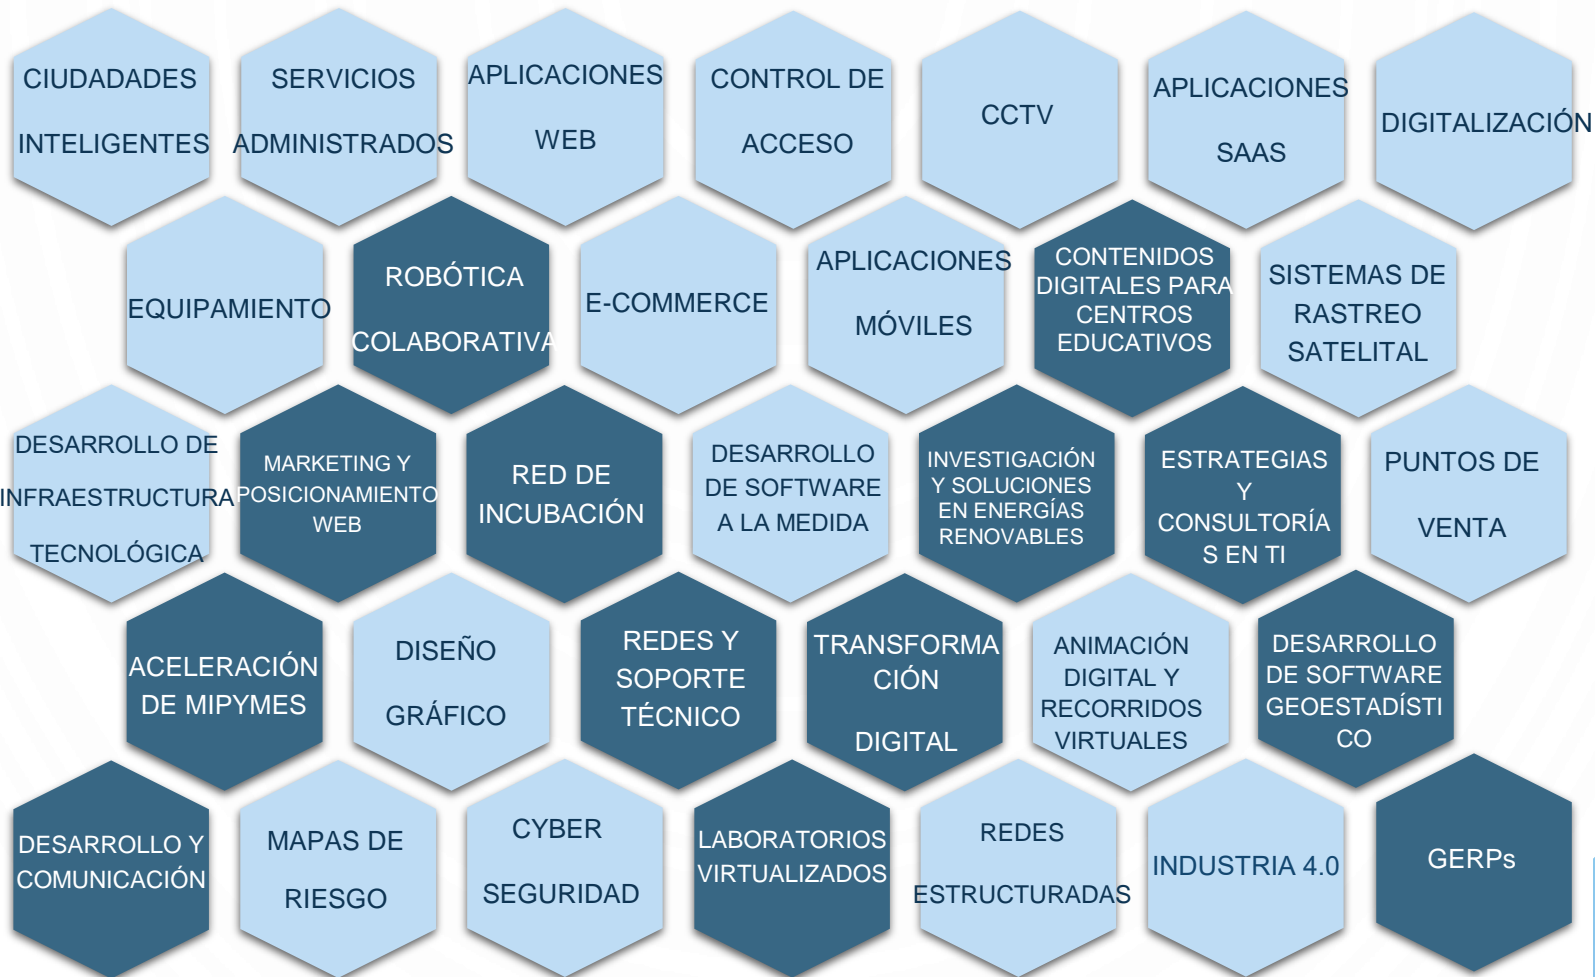 CIUDADADES
INTELIGENTES
SERVICIOS
ADMINISTRADOS
APLICACIONES
WEB
CONTROL DE
ACCESO
CCTV
APLICACIONES
SAAS
DIGITALIZACIÓN
EQUIPAMIENTO
ROBÓTICA
COLABORATIVA
E-COMMERCE
APLICACIONES
MÓVILES
CONTENIDOS
DIGITALES PARA
CENTROS
EDUCATIVOS
SISTEMAS DE
RASTREO
SATELITAL
DESARROLLO DE
INFRAESTRUCTURA
TECNOLÓGICA
MARKETING Y
POSICIONAMIENTO
WEB
RED DE
INCUBACIÓN
DESARROLLO
DE SOFTWARE
A LA MEDIDA
INVESTIGACIÓN
Y SOLUCIONES
EN ENERGÍAS
RENOVABLES
ESTRATEGIAS
Y
CONSULTORÍA
S EN TI
PUNTOS DE
VENTA
ACELERACIÓN
DE MIPYMES
DISEÑO
GRÁFICO
REDES Y
SOPORTE
TÉCNICO
TRANSFORMA
CIÓN
DIGITAL
ANIMACIÓN
DIGITAL Y
RECORRIDOS
VIRTUALES
DESARROLLO
DE SOFTWARE
GEOESTADÍSTI
CO
DESARROLLO Y
COMUNICACIÓN
MAPAS DE
RIESGO
CYBER
SEGURIDAD
LABORATORIOS
VIRTUALIZADOS
REDES
ESTRUCTURADAS
INDUSTRIA 4.0
GERPs